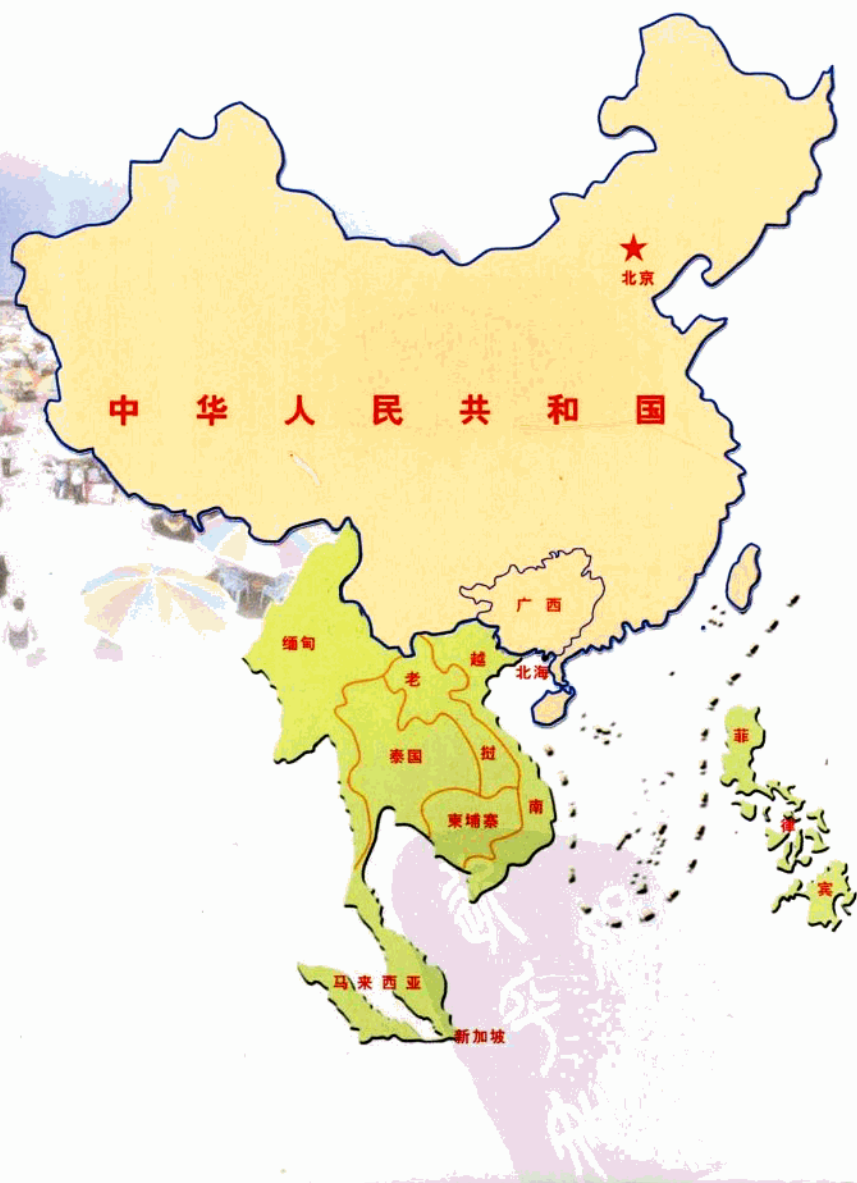 北京
中华人民共和国
广西
缅甸
越
北海
老
菲
泰国
挝
南
柬埔寨
律
宾
马来西亚
新加坡